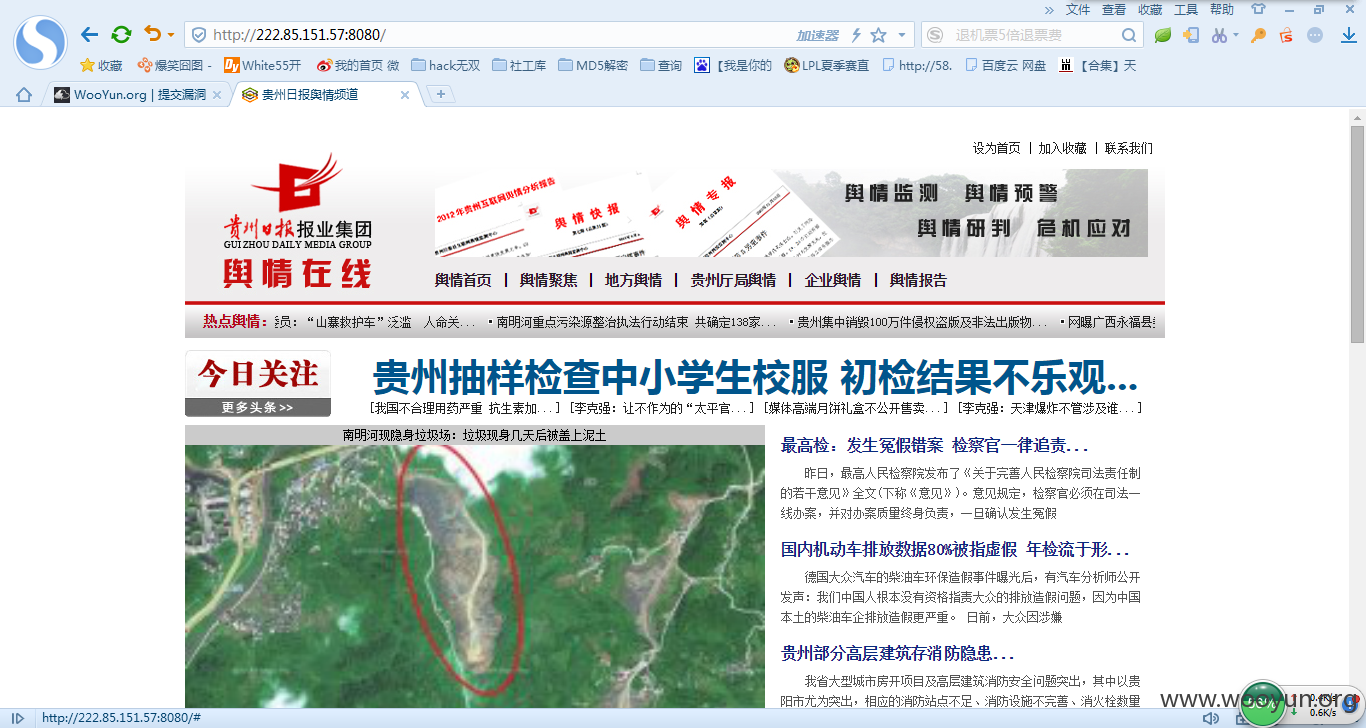 » 文件 查看 收藏 工具 帮助
http://222.85.151.57:8080/ 加速器 退机票5倍退票费
收藏 爆笑囧图 - White55开 我的首页 微 hack无双 社工库 MD5解密 查询 【我是你的 LPL夏季赛直 http://58. 百度云 网盘 【合集】天
WooYun.org | 提交漏洞 贵州日报舆情频道
设为首页 | 加入收藏 | 联系我们
贵州日报报业集团
GUIZHOU DAILY MEDIA GROUP
舆情在线
2012年贵州互联网舆情分析报告
舆情快报
舆情专报
舆情监测 舆情预警
舆情研判 危机应对
舆情首页 | 舆情聚焦 | 地方舆情 | 贵州厅局舆情 | 企业舆情 | 舆情报告
热点舆情: 员:“山寨救护车”泛滥 人命关... ·南明河重点污染源整治执法行动结束 共确定138家... ·贵州集中销毁100万件侵权盗版及非法出版物... ·网曝广西永福县
今日关注
更多头条>>
贵州抽样检查中小学生校服 初检结果不乐观...
[我国不合理用药严重 抗生素加...] [李克强:让不作为的“太平官...] [媒体高端月饼礼盒不公开售卖...] [李克强:天津爆炸不管涉及谁...]
南明河现隐身垃圾场:垃圾现身几天后被盖上泥土
最高检:发生冤假错案 检察官一律追责...
昨日,最高人民检察院发布了《关于完善人民检察院司法责任制
的若干意见》全文(下称《意见》)。意见规定,检察官必须在司法一
线办案,并对办案质量终身负责,一旦确认发生冤假
国内机动车排放数据80%被指虚假 年检流于形...
德国大众汽车的柴油车环保造假事件曝光后,有汽车分析师公开
发声:我们中国人根本没有资格指责大众的排放造假问题,因为中国
本土的柴油车企排放造假更严重。 日前,大众因涉嫌
贵州部分高层建筑存消防隐患...
我省大型城市房开项目及高层建筑消防安全问题突出,其中以贵
阳市尤为突出,相应的消防站点不足、消防设施不完善、消火栓数量
www.wooyun.org
0.6K/s
http://222.85.151.57:8080/#